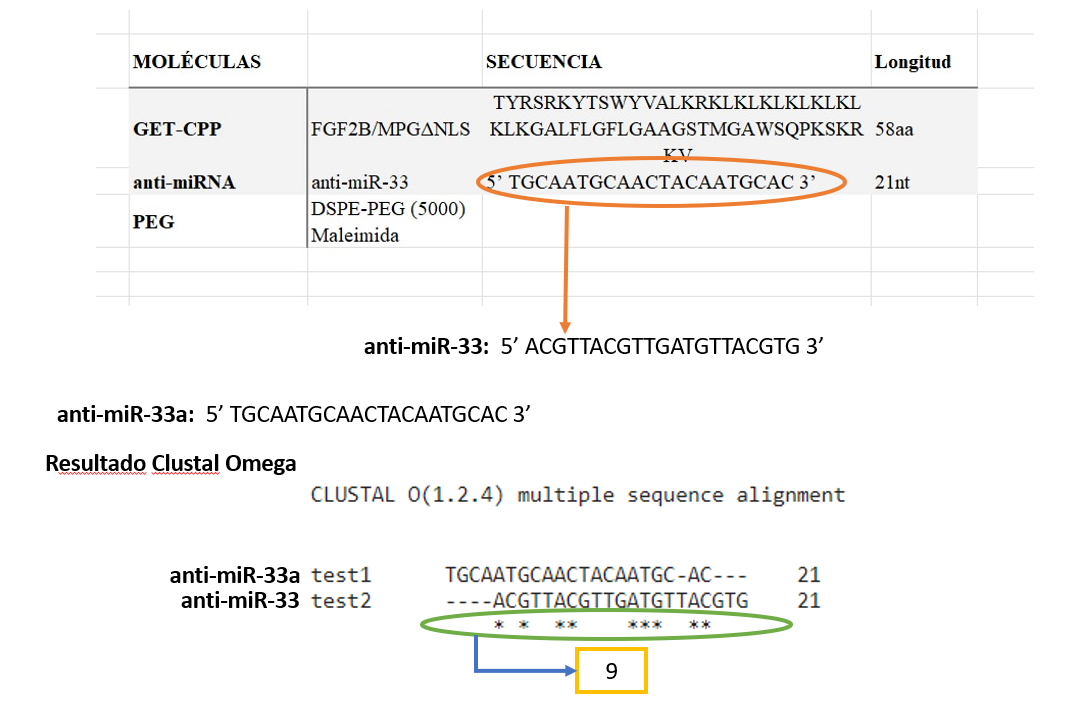 MOLÉCULAS SECUENCIA Longitud
TYRSRKYTSWYVALKRKLKLKLKLKLKL
GET-CPP FGF2B/MPGΔNLS KLKGALFLGFLGAAGSTMGAWSQPKSKR 58aa
KV
anti-miRNA anti-miR-33 5’ TGCAATGCAACTACAATGCAC 3’ 21nt
DSPE-PEG (5000)
PEG
Maleimida
anti-miR-33: 5’ ACGTTACGTTGATGTTACGTG 3’
anti-miR-33a: 5’ TGCAATGCAACTACAATGCAC 3’
Resultado Clustal Omega
CLUSTAL O(1.2.4) multiple sequence alignment
anti-miR-33a test1 TGCAATGCAACTACAATGC-AC--- 21
anti-miR-33 test2 ----ACGTTACGTTGATGTTACGTG 21
* * ** *** **
9